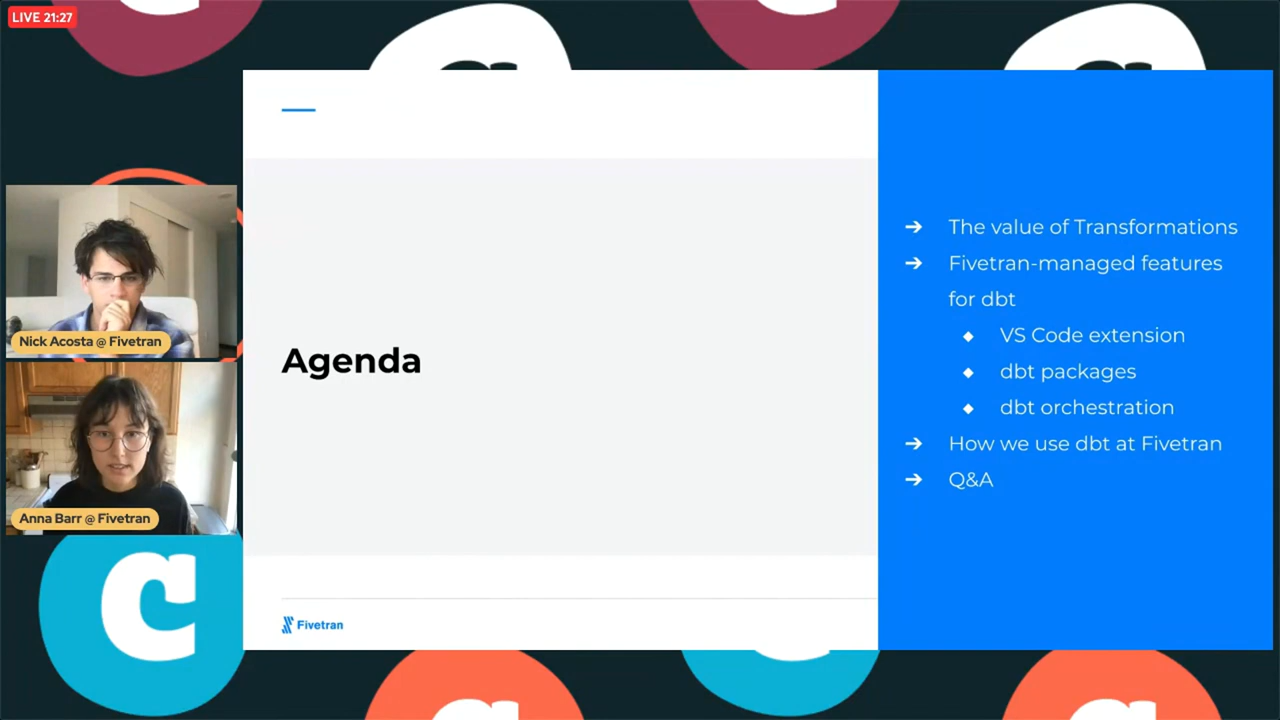 LIVE 21:27
Nick Acosta @ Fivetran
Anna Barr @ Fivetran
Agenda
Fivetran
➔ The value of Transformations
➔ Fivetran-managed features
for dbt
◆ VS Code extension
◆ dbt packages
◆ dbt orchestration
➔ How we use dbt at Fivetran
➔ Q&A